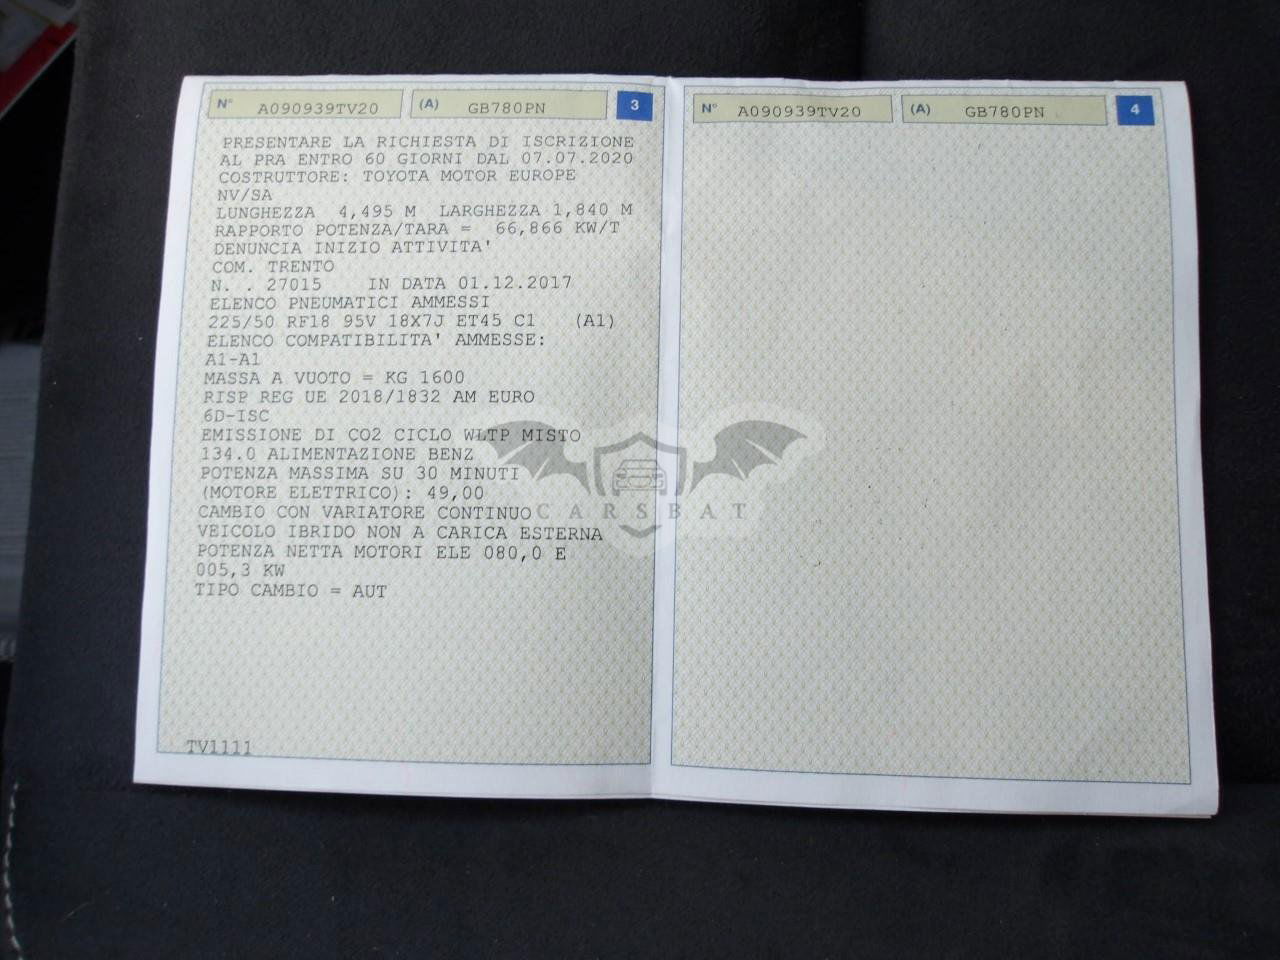 N° A090939TV20 (A) GB780PN 3
PRESENTARE LA RICHIESTA DI ISCRIZIONE
AL PRA ENTRO 60 GIORNI DAL 07.07.2020
COSTRUTTORE: TOYOTA MOTOR EUROPE
NV/SA
LUNGHEZZA 4,495 M LARGHEZZA 1,840 M
RAPPORTO POTENZA/TARA = 66,866 KW/T
DENUNCIA INIZIO ATTIVITA'
COM. TRENTO
N. . 27015 IN DATA 01.12.2017
ELENCO PNEUMATICI AMMESSI
225/50 RF18 95V 18X7J ET45 C1 (A1)
ELENCO COMPATIBILITA' AMMESSE:
A1-A1
MASSA A VUOTO = KG 1600
RISP REG UE 2018/1832 AM EURO
6D-ISC
EMISSIONE DI CO2 CICLO WLTP MISTO
134.0 ALIMENTAZIONE BENZ
POTENZA MASSIMA SU 30 MINUTI
(MOTORE ELETTRICO): 49,00
CAMBIO CON VARIATORE CONTINUO
VEICOLO IBRIDO NON A CARICA ESTERNA
POTENZA NETTA MOTORI ELE 080,0 E
005,3 KW
TIPO CAMBIO = AUT
TV1111
N° A090939TV20 (A) GB780PN 4
CARSBAT